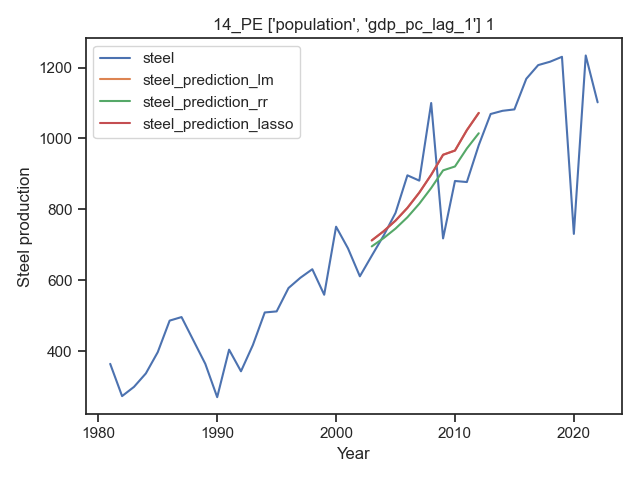 14_PE ['population', 'gdp_pc_lag_1'] 1
steel
steel_prediction_lm
steel_prediction_rr
steel_prediction_lasso
Steel production
1200
1000
800
600
400
1980
1990
2000
2010
2020
Year